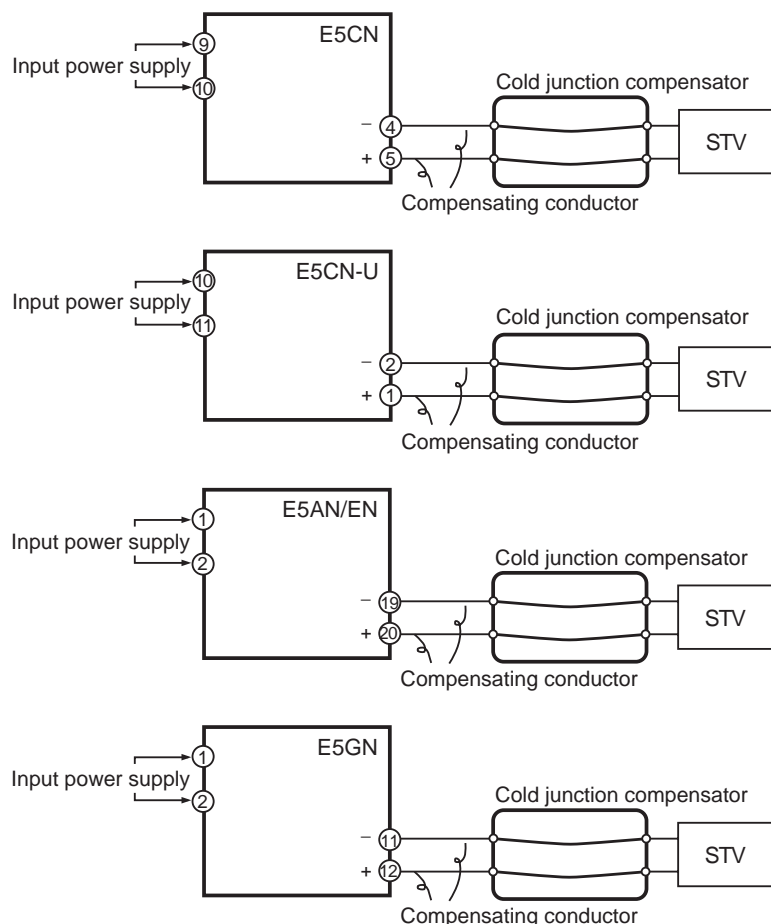 E5CN
9
Input power supply
10
Cold junction compensator
− 4
STV
+ 5
Compensating conductor
E5CN-U
10
Input power supply
11
Cold junction compensator
− 2
STV
+ 1
Compensating conductor
E5AN/EN
1
Input power supply
2
Cold junction compensator
− 19
STV
+ 20
Compensating conductor
E5GN
1
Input power supply
2
Cold junction compensator
− 11
STV
+ 12
Compensating conductor